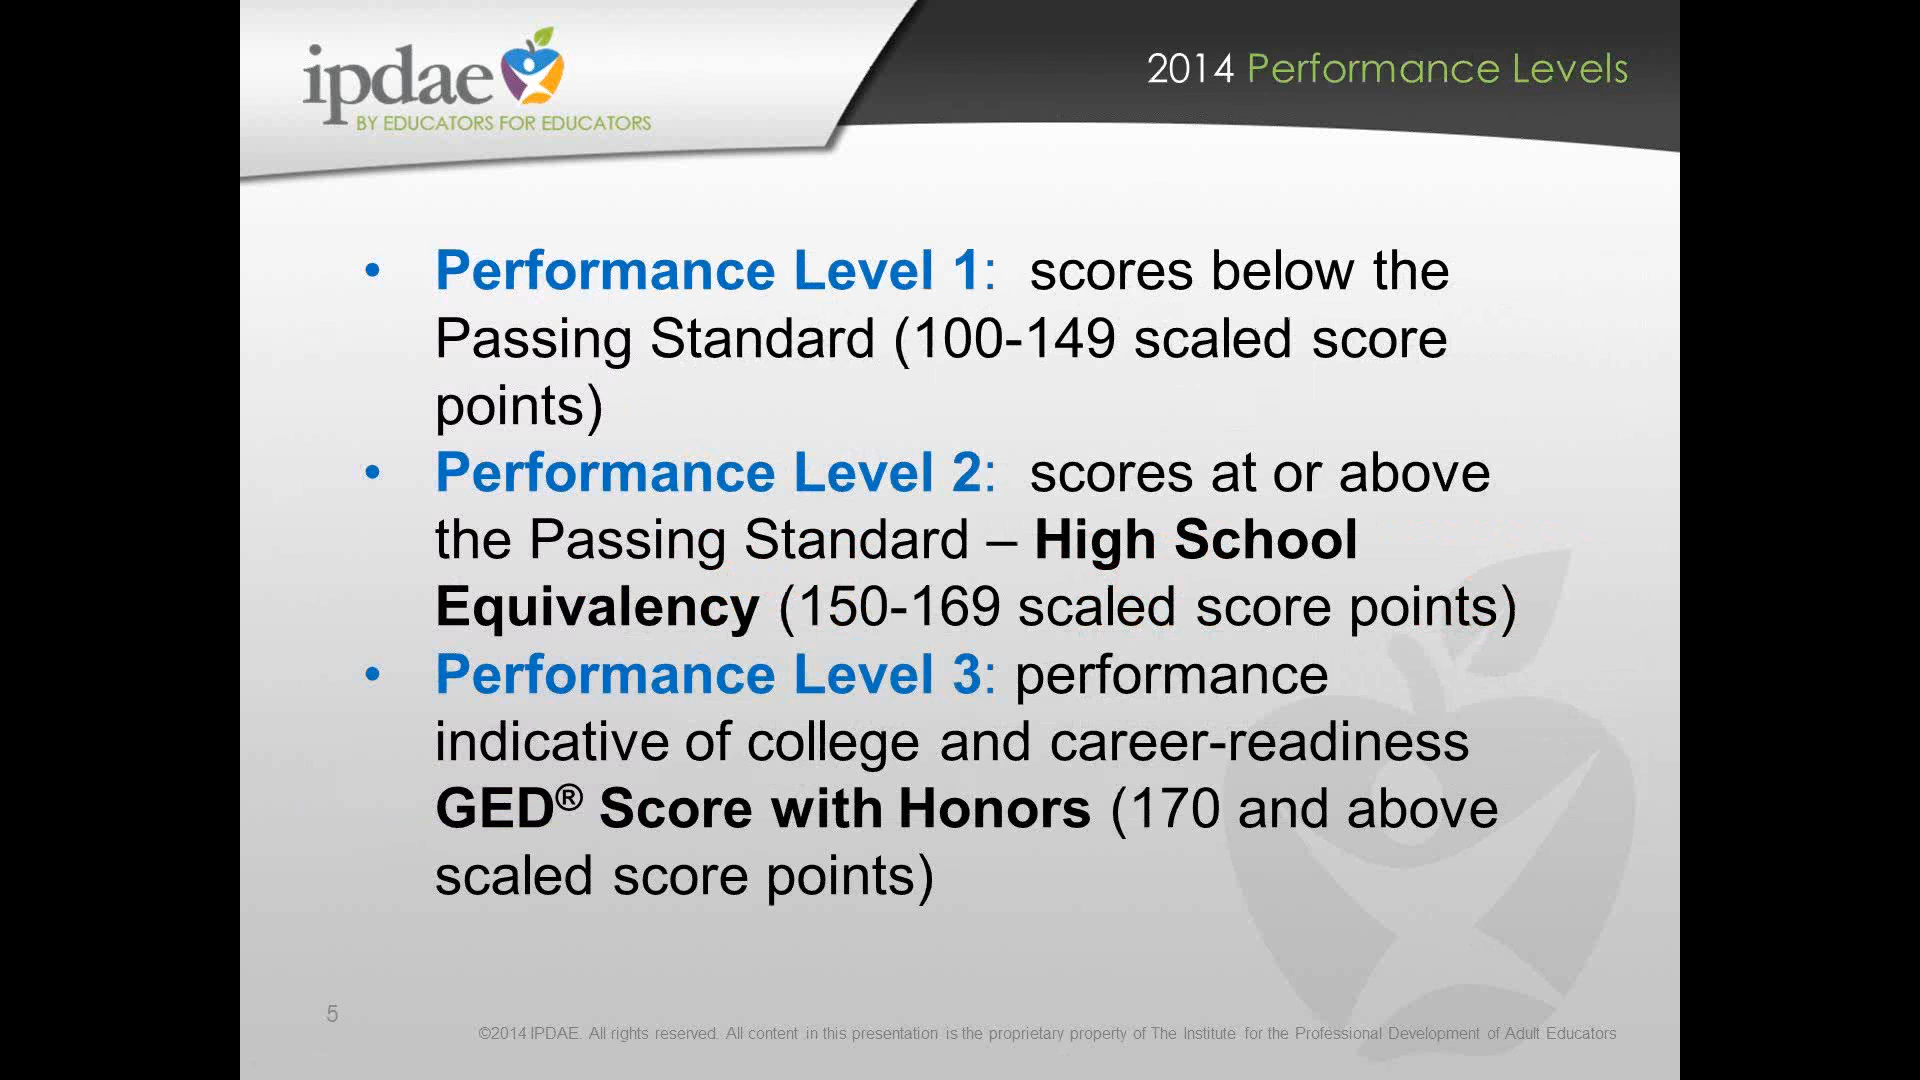 ipdae
BY EDUCATORS FOR EDUCATORS
2014 Performance Levels
• Performance Level 1:  scores below the
Passing Standard (100-149 scaled score
points)
• Performance Level 2:  scores at or above
the Passing Standard – High School
Equivalency (150-169 scaled score points)
• Performance Level 3: performance
indicative of college and career-readiness
GED® Score with Honors (170 and above
scaled score points)
5
©2014 IPDAE. All rights reserved. All content in this presentation is the proprietary property of The Institute for the Professional Development of Adult Educators